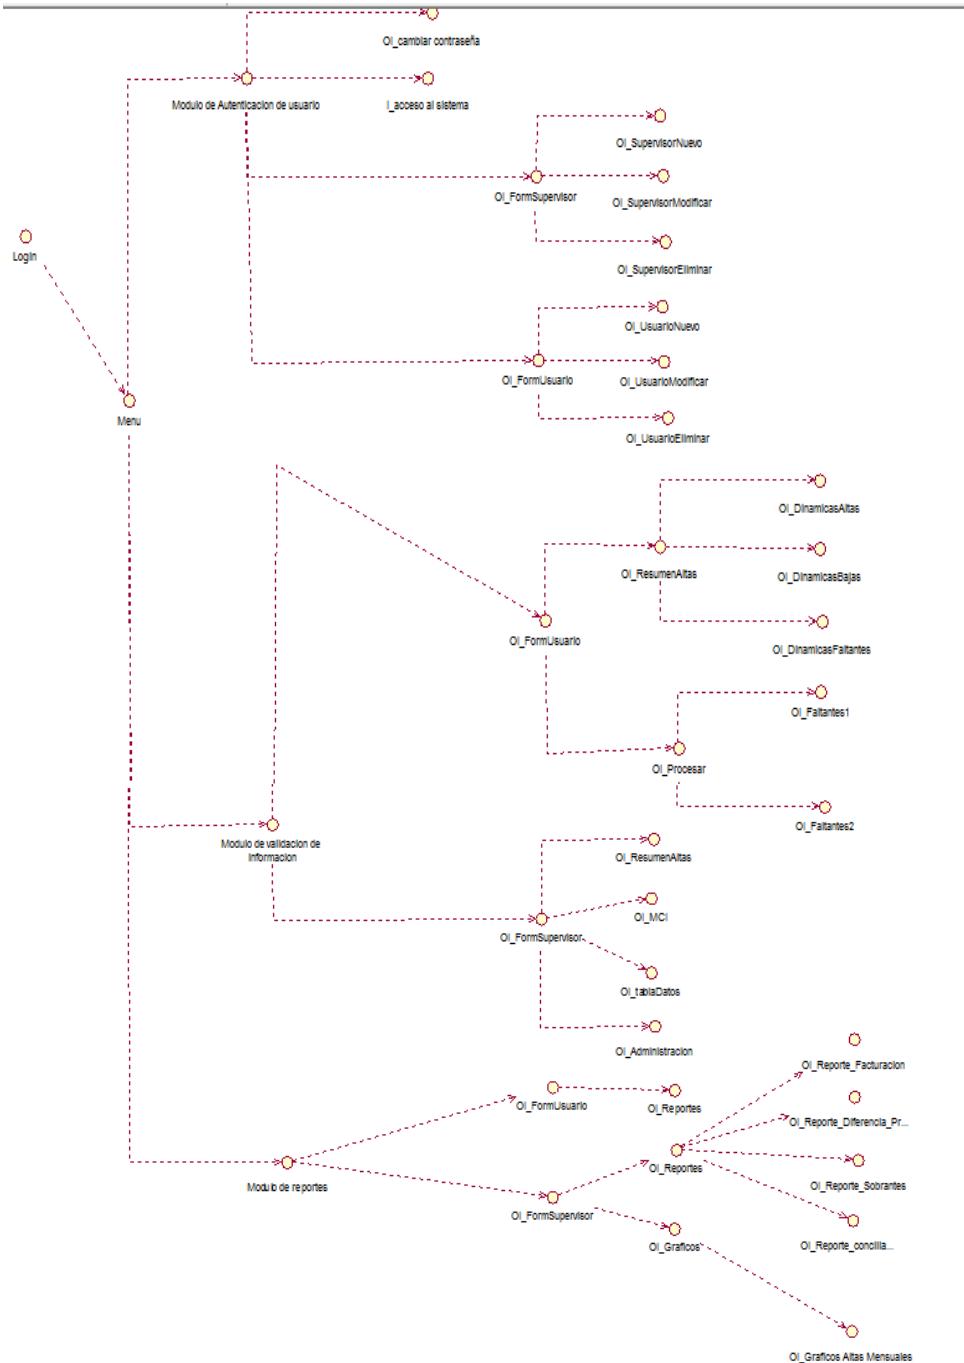 OI_cambiar contraseña
Modulo de Autenticacion de usuario
I_acceso al sistema
OI_SupervisorNuevo
OI_FormSupervisor
OI_SupervisorModificar
Login
OI_SupervisorEliminar
OI_UsuarioNuevo
OI_FormUsuario
OI_UsuarioModificar
Menu
OI_UsuarioEliminar
OI_DinamicasAltas
OI_ResumenAltas
OI_DinamicasBajas
OI_FormUsuario
OI_DinamicasFaltantes
OI_Faltantes1
OI_Procesar
OI_Faltantes2
Modulo de validacion de
Informacion
OI_ResumenAltas
OI_MCI
OI_FormSupervisor
OI_tablaDatos
OI_Administracion
OI_Reporte_Facturacion
OI_FormUsuario
OI_Reportes
OI_Reporte_Diferencia_Pr...
OI_Reportes
Modulo de reportes
OI_Reporte_Sobrantes
OI_FormSupervisor
OI_Graficos
OI_Reporte_concilia...
OI_Graficos Altas Mensuales